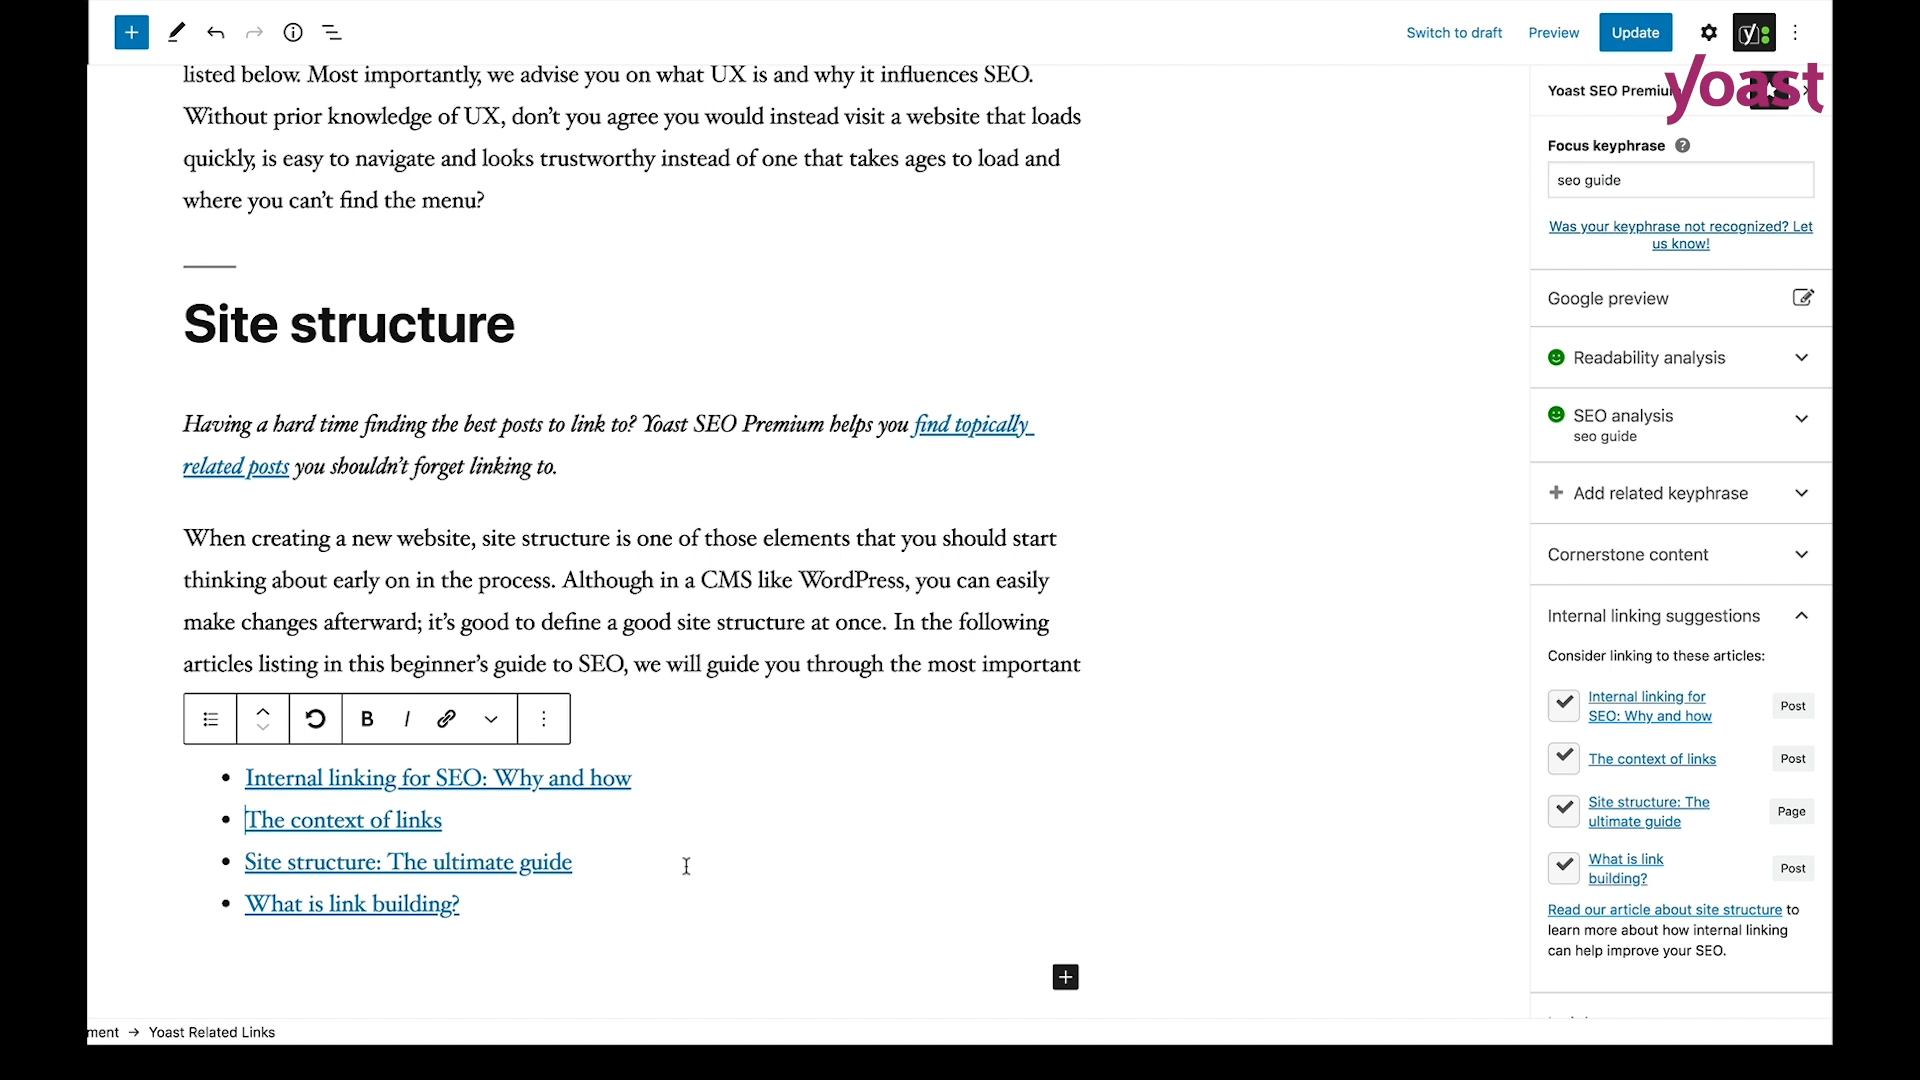 Switch to draft
Preview
Update
listed below. Most importantly, we advise you on what UX is and why it influences SEO.
Without prior knowledge of UX, don’t you agree you would instead visit a website that loads
quickly, is easy to navigate and looks trustworthy instead of one that takes ages to load and
where you can’t find the menu?
Site structure
Having a hard time finding the best posts to link to? Yoast SEO Premium helps you find topically
related posts you shouldn’t forget linking to.
When creating a new website, site structure is one of those elements that you should start
thinking about early on in the process. Although in a CMS like WordPress, you can easily
make changes afterward; it’s good to define a good site structure at once. In the following
articles listing in this beginner’s guide to SEO, we will guide you through the most important
B I
Internal linking for SEO: Why and how
The context of links
Site structure: The ultimate guide
What is link building?
ment → Yoast Related Links
Yoast SEO Premium
yoast
Focus keyphrase
seo guide
Was your keyphrase not recognized? Let
us know!
Google preview
Readability analysis
SEO analysis
seo guide
Add related keyphrase
Cornerstone content
Internal linking suggestions
Consider linking to these articles:
Internal linking for
SEO: Why and how
Post
The context of links
Post
Site structure: The
ultimate guide
Page
What is link
building?
Post
Read our article about site structure to
learn more about how internal linking
can help improve your SEO.